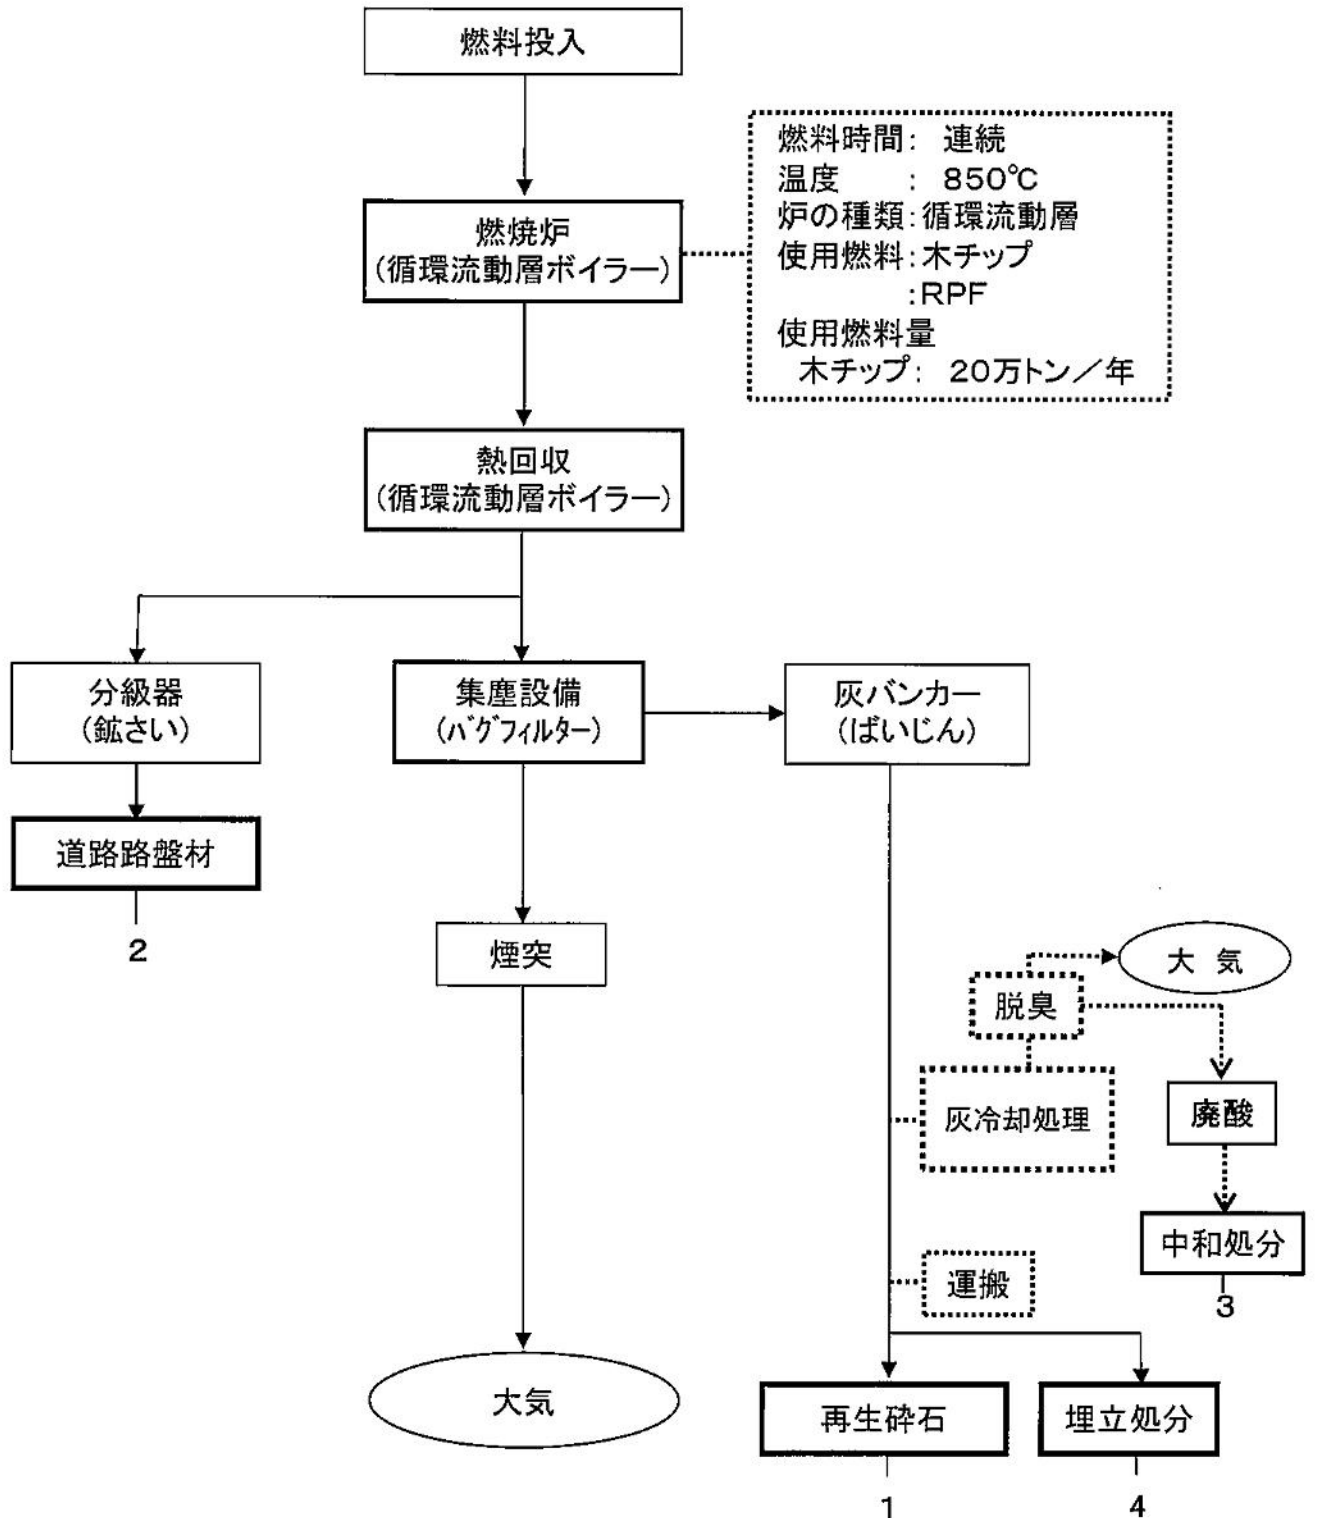 燃料投入
燃料時間： 連続
温度　　： 850℃
燃焼炉
(循環流動層ボイラー)
炉の種類：循環流動層
使用燃料：木チップ
：RPF
使用燃料量
木チップ： 20万トン／年
熱回収
(循環流動層ボイラー)
分級器
(鉱さい)
集塵設備
(バグフィルター)
灰バンカー
(ばいじん)
道路路盤材
2
煙突
大 気
脱臭
灰冷却処理
廃酸
中和処分
3
運搬
大気
再生砕石
埋立処分
1
4